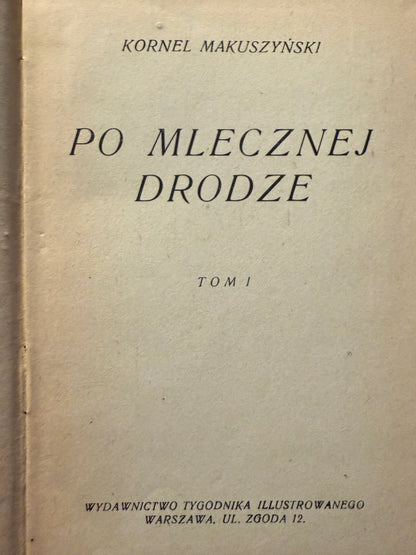 KORNEL MAKUSZYŃSKI
PO MLECZNEJ
DRODZE
TOM I
WYDAWNICTWO TYGODNIKA ILLUSTROWANEGO
WARSZAWA, UL. ZGODA 12.